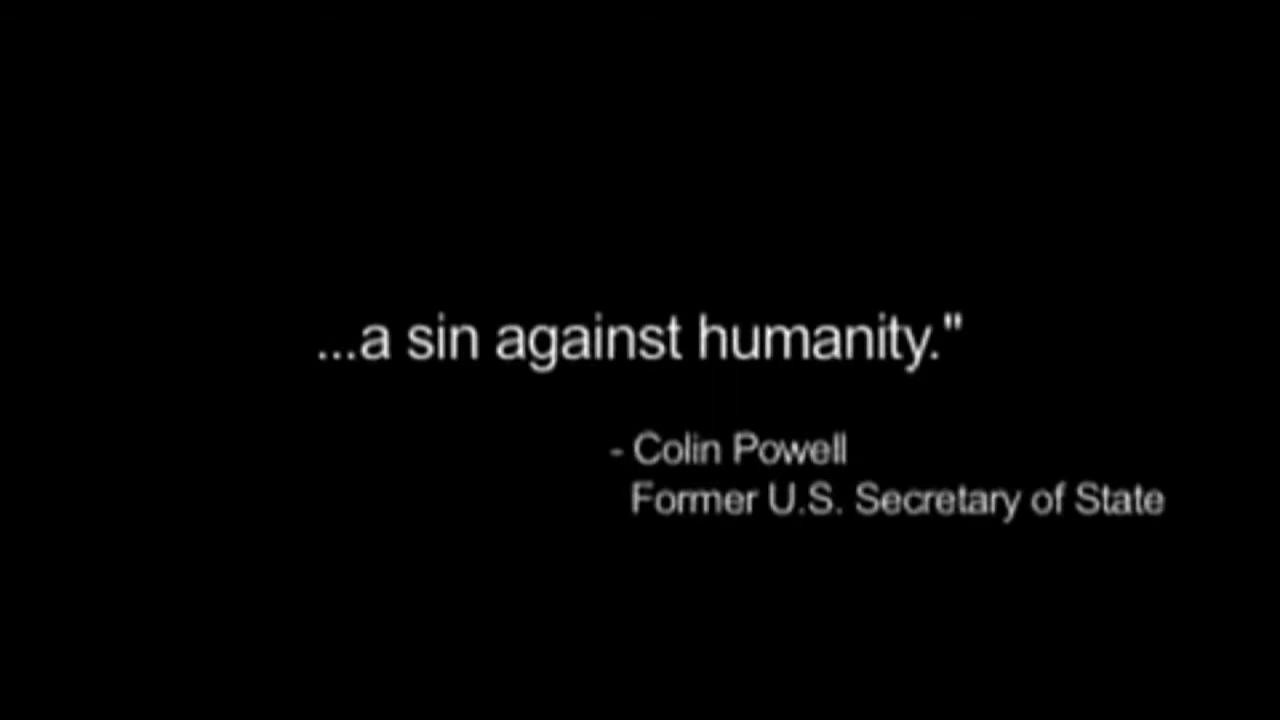 ...a sin against humanity."
- Colin Powell
Former U.S. Secretary of State